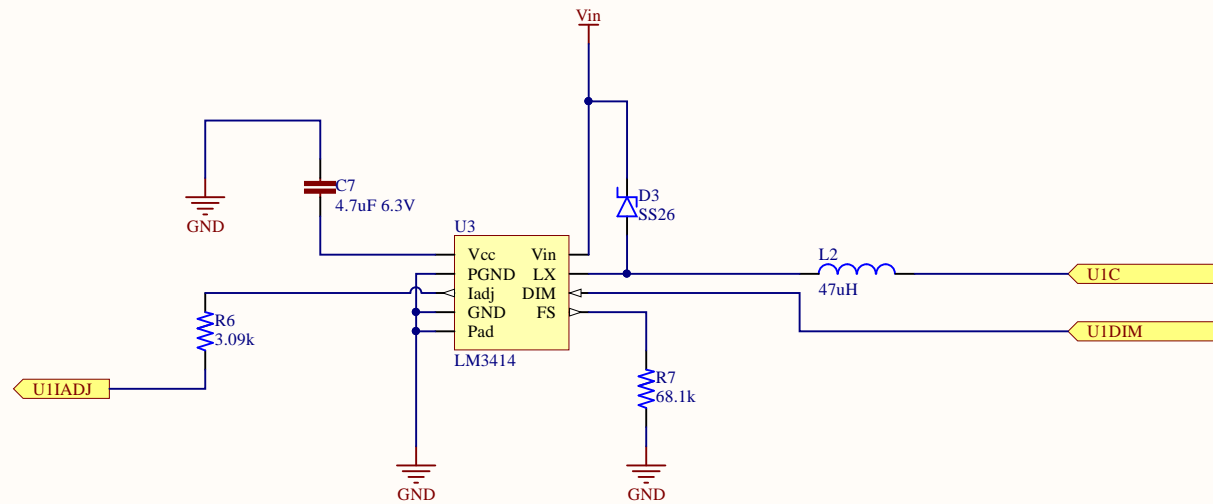 Vin
C7
4.7uF 6.3V
GND
D3
SS26
U3
Vcc
PGND
Iadj
GND
Pad
Vin
LX
DIM
FS
LM3414
L2
47uH
U1C
U1DIM
R6
3.09k
U1IADJ
R7
68.1k
GND
GND